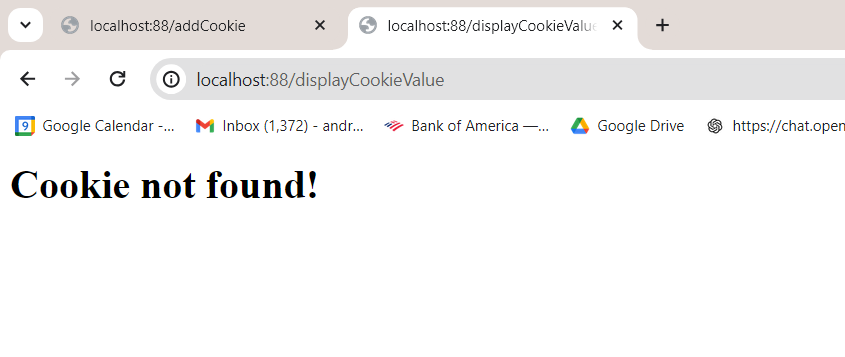 localhost:88/addCookie localhost:88/displayCookieValue
localhost:88/displayCookieValue
9 Google Calendar -... Inbox (1,372) - andr... Bank of America —... Google Drive https://chat.open
Cookie not found!